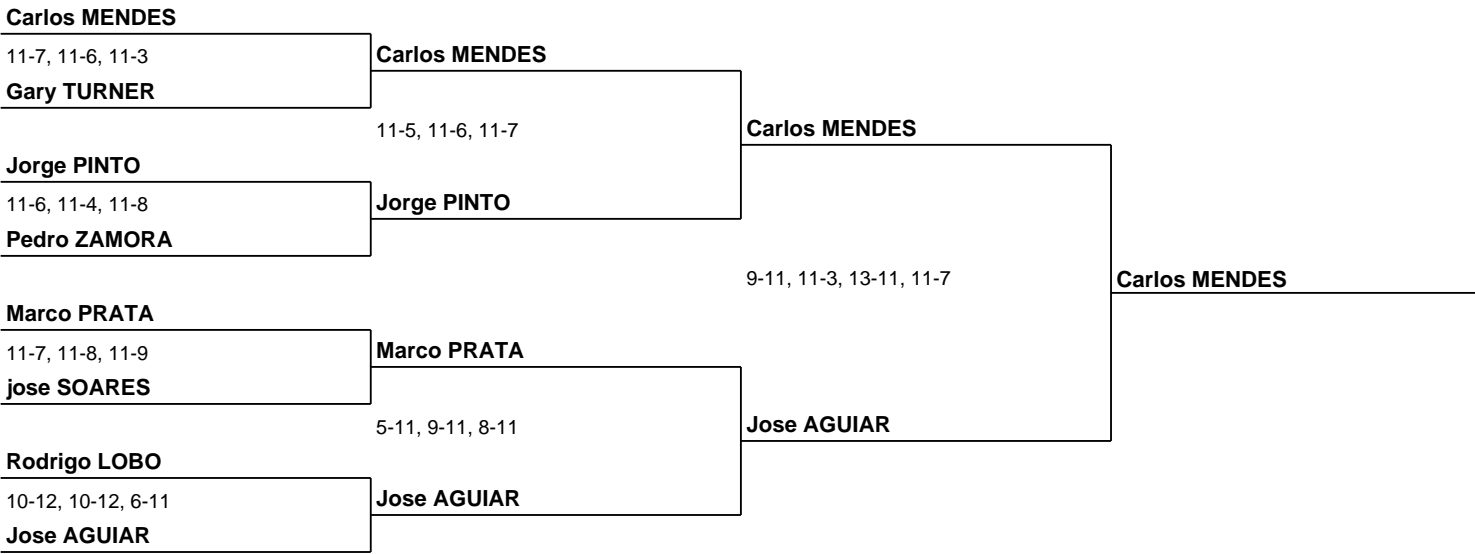 Carlos MENDES
11-7, 11-6, 11-3
Carlos MENDES
Gary TURNER
11-5, 11-6, 11-7
Carlos MENDES
Jorge PINTO
11-6, 11-4, 11-8
Jorge PINTO
Pedro ZAMORA
9-11, 11-3, 13-11, 11-7
Carlos MENDES
Marco PRATA
11-7, 11-8, 11-9
Marco PRATA
jose SOARES
5-11, 9-11, 8-11
Jose AGUIAR
Rodrigo LOBO
10-12, 10-12, 6-11
Jose AGUIAR
Jose AGUIAR